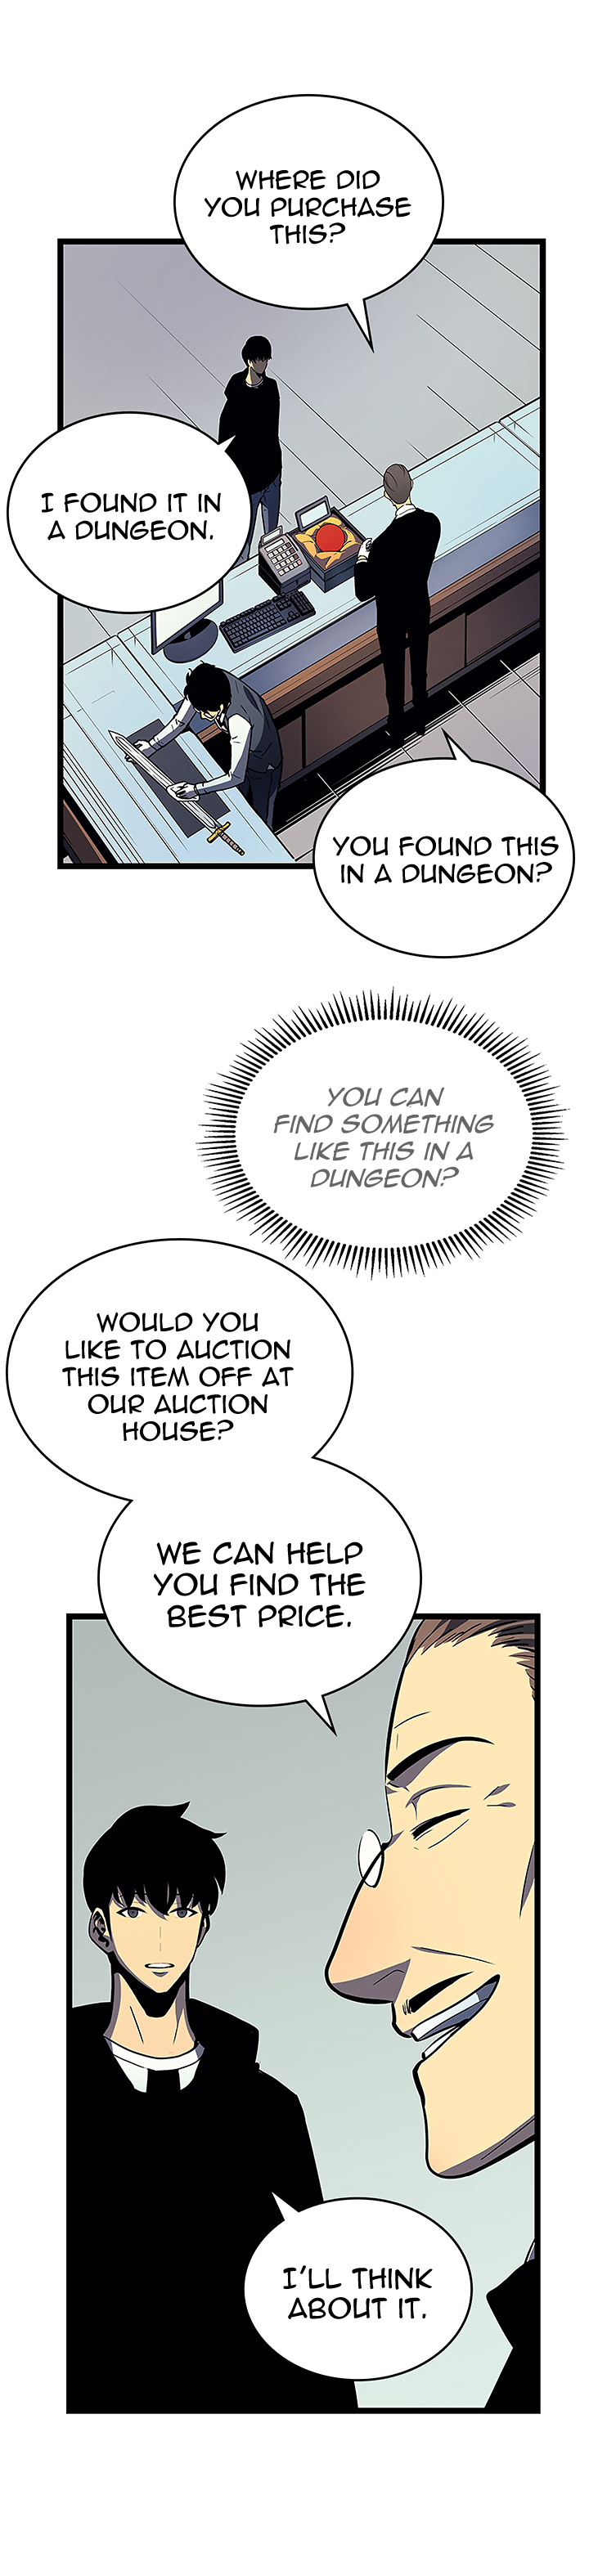 WHERE DID
YOU PURCHASE
THIS?
I FOUND IT IN
A DUNGEON.
YOU FOUND THIS
IN A DUNGEON?
YOU CAN
FIND SOMETHING
LIKE THIS IN A
DUNGEON?
WOULD YOU
LIKE TO AUCTION
THIS ITEM OFF AT
OUR AUCTION
HOUSE?
WE CAN HELP
YOU FIND THE
BEST PRICE.
I'LL THINK
ABOUT IT.